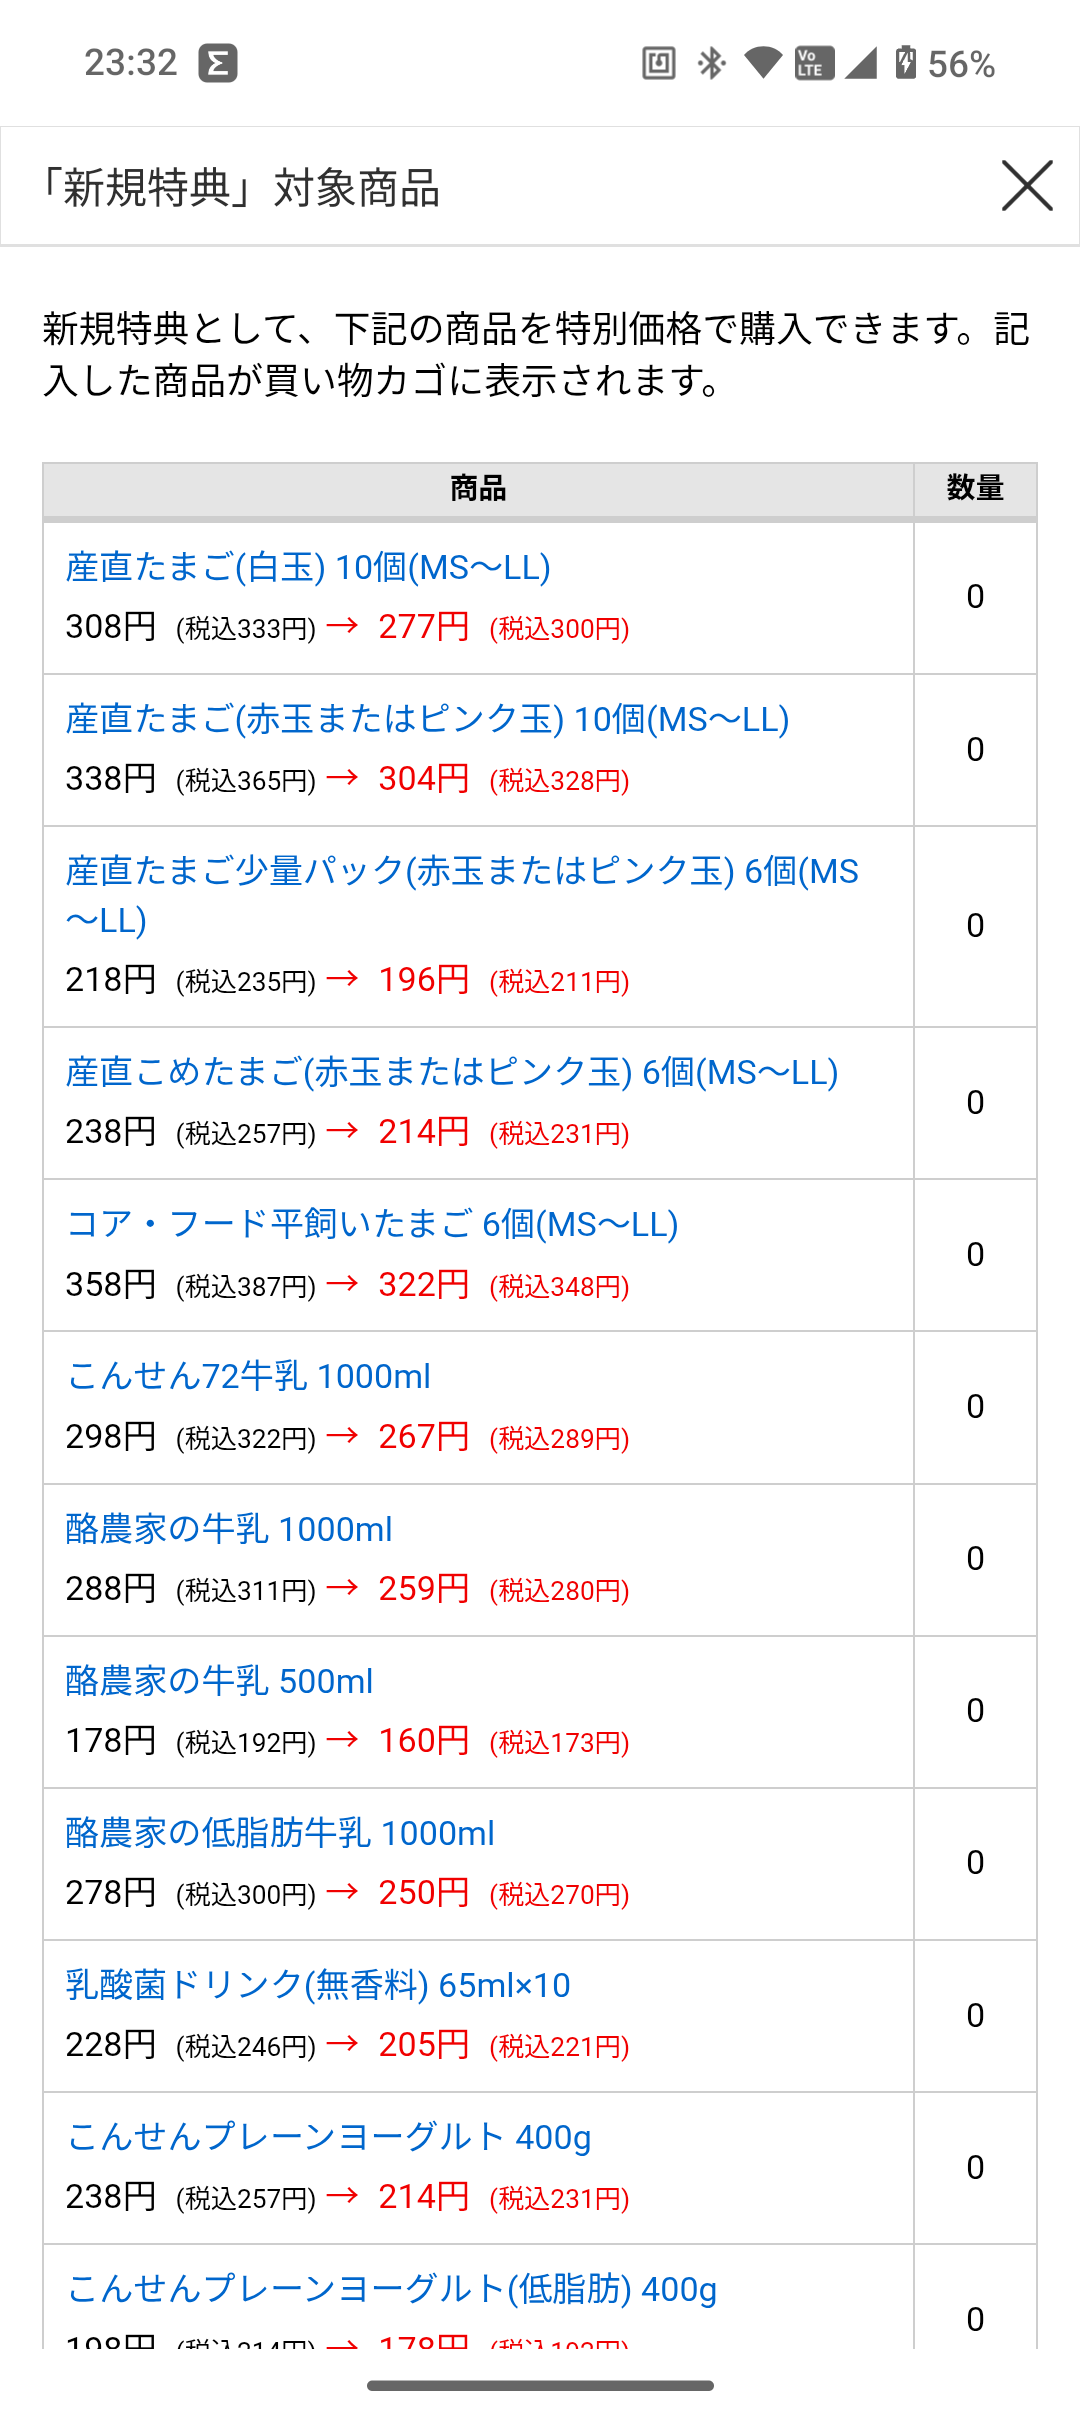 23:32
Vo LTE
56%
「新規特典」対象商品
新規特典として、下記の商品を特別価格で購入できます。記
入した商品が買い物カゴに表示されます。
商品 数量
産直たまご(白玉) 10個(MS～LL)
308円 (税込333円) → 277円 (税込300円)
0
産直たまご(赤玉またはピンク玉) 10個(MS～LL)
338円 (税込365円) → 304円 (税込328円)
0
産直たまご少量パック(赤玉またはピンク玉) 6個(MS
～LL)
218円 (税込235円) → 196円 (税込211円)
0
産直こめたまご(赤玉またはピンク玉) 6個(MS～LL)
238円 (税込257円) → 214円 (税込231円)
0
コア・フード平飼いたまご 6個(MS～LL)
358円 (税込387円) → 322円 (税込348円)
0
こんせん72牛乳 1000ml
298円 (税込322円) → 267円 (税込289円)
0
酪農家の牛乳 1000ml
288円 (税込311円) → 259円 (税込280円)
0
酪農家の牛乳 500ml
178円 (税込192円) → 160円 (税込173円)
0
酪農家の低脂肪牛乳 1000ml
278円 (税込300円) → 250円 (税込270円)
0
乳酸菌ドリンク(無香料) 65ml×10
228円 (税込246円) → 205円 (税込221円)
0
こんせんプレーンヨーグルト 400g
238円 (税込257円) → 214円 (税込231円)
0
こんせんプレーンヨーグルト(低脂肪) 400g
198円 (税込214円) → 178円
0